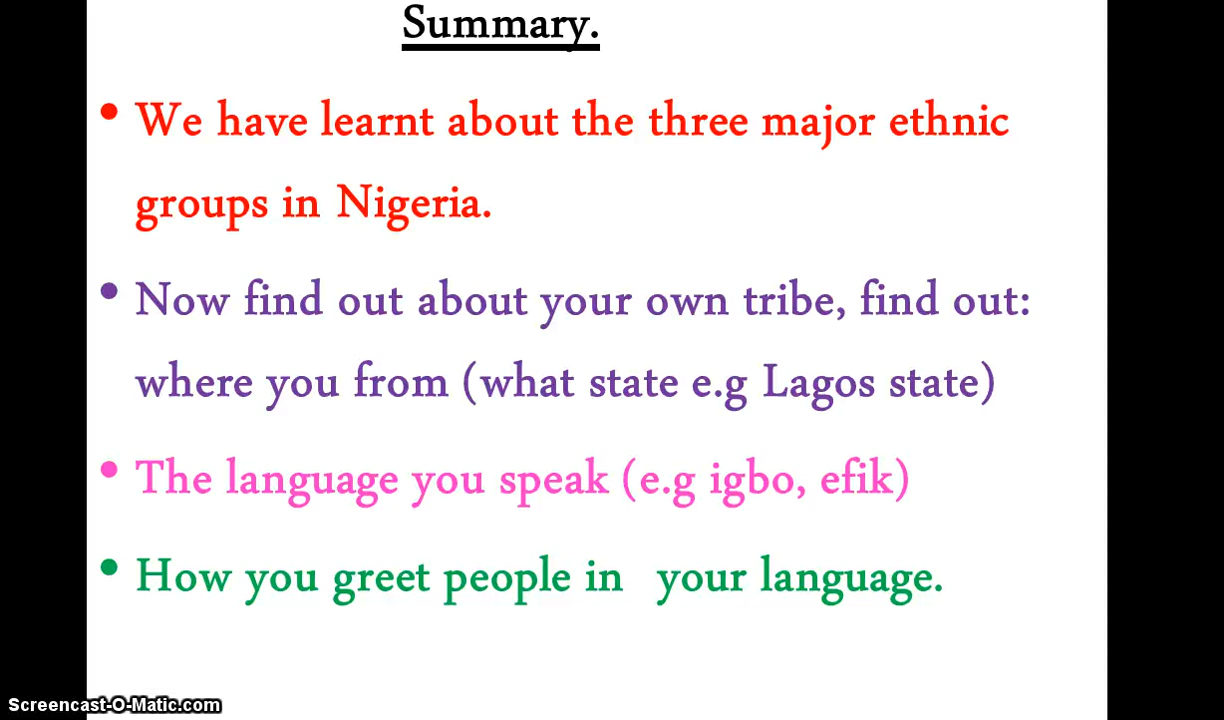 Summary.
• We have learnt about the three major ethnic
groups in Nigeria.
• Now find out about your own tribe, find out:
where you from (what state e.g Lagos state)
• The language you speak (e.g igbo, efik)
• How you greet people in your language.
Screencast-O-Matic.com